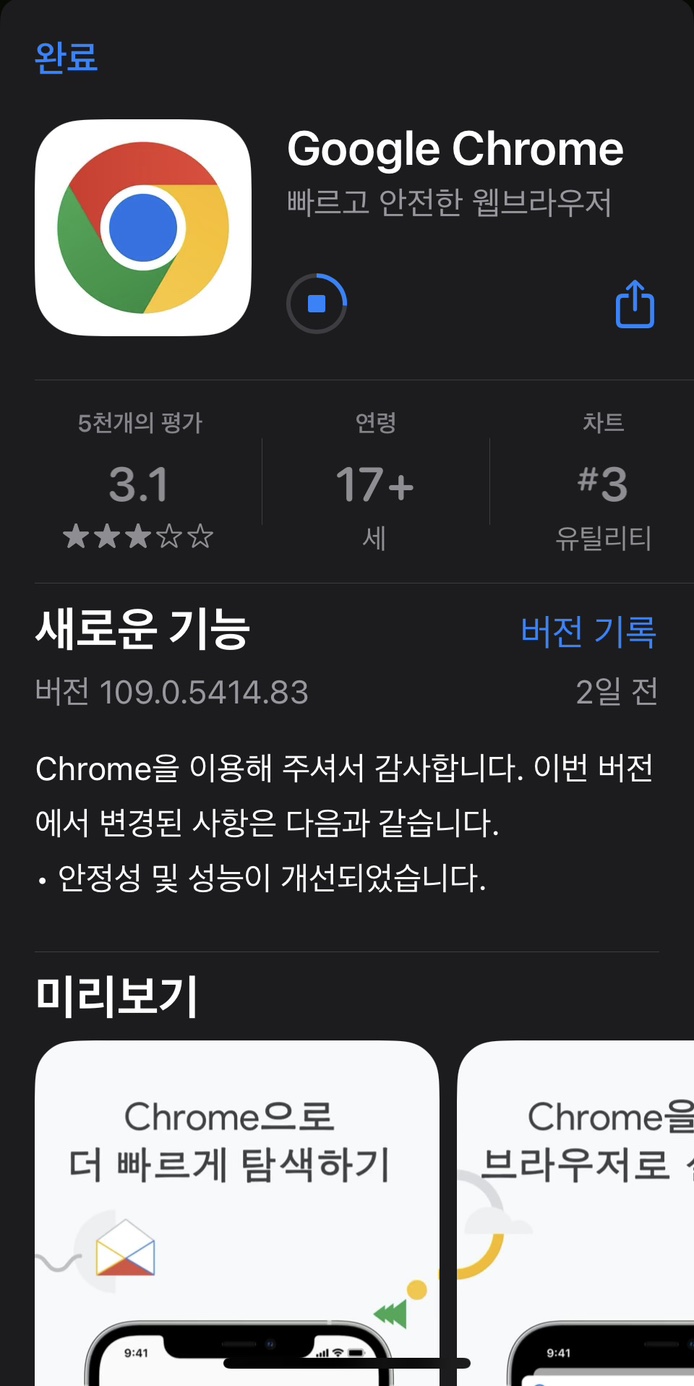 완료
Google Chrome
빠르고 안전한 웹브라우저
5천개의 평가
3.1
연령
17+
세
차트
#3
유틸리티
새로운 기능
버전 기록
버전 109.0.5414.83
2일 전
Chrome을 이용해 주셔서 감사합니다. 이번 버전
에서 변경된 사항은 다음과 같습니다.
• 안정성 및 성능이 개선되었습니다.
미리보기
Chrome으로
더 빠르게 탐색하기
9:41
Chrome을
브라우저로
9:41